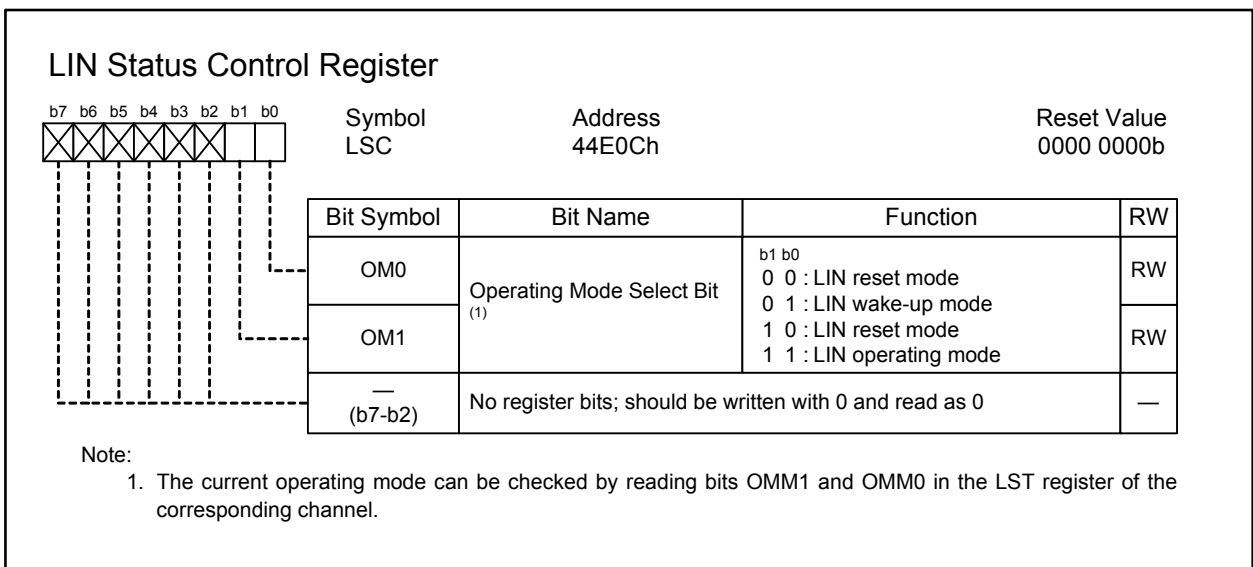 LIN Status Control Register
b7 b6 b5 b4 b3 b2 b1 b0
Symbol Address Reset Value
LSC 44E0Ch 0000 0000b
Bit Symbol Bit Name Function RW
OM0 Operating Mode Select Bit (1) RW
b1 b0
0 0 : LIN reset mode
0 1 : LIN wake-up mode
1 0 : LIN reset mode
1 1 : LIN operating mode
OM1 RW
— (b7-b2) No register bits; should be written with 0 and read as 0 —
Note:
1. The current operating mode can be checked by reading bits OMM1 and OMM0 in the LST register of the
corresponding channel.